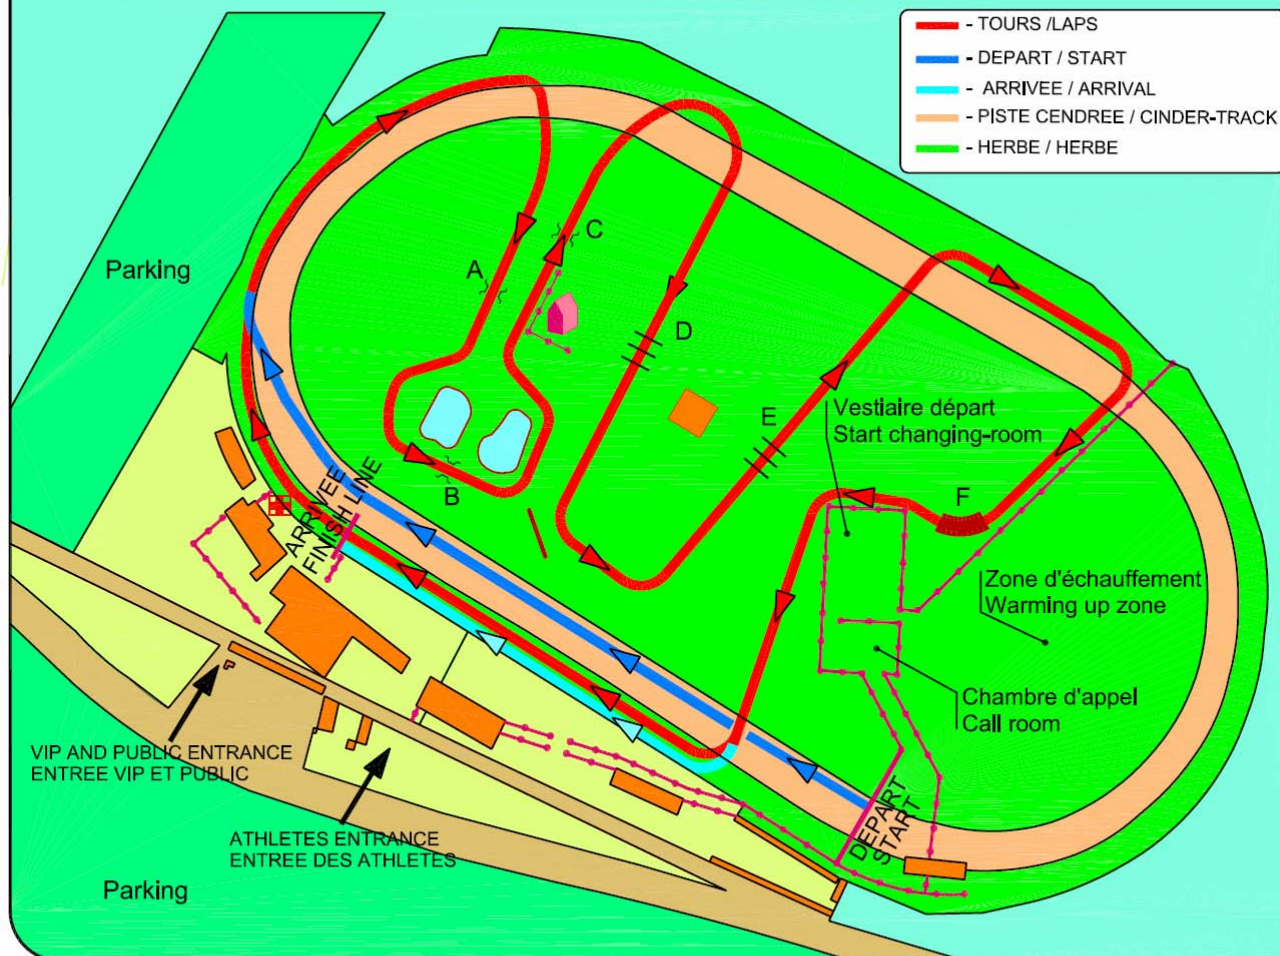 - TOURS /LAPS
- DEPART / START
- ARRIVEE / ARRIVAL
- PISTE CENDREE / CINDER-TRACK
- HERBE / HERBE
Parking
A
C
D
E
B
F
Vestiaire départ
Start changing-room
ARRIVEE
FINISH LINE
Zone d'échauffement
Warming up zone
Chambre d'appel
Call room
DEPART
START
VIP AND PUBLIC ENTRANCE
ENTREE VIP ET PUBLIC
ATHLETES ENTRANCE
ENTREE DES ATHLETES
Parking